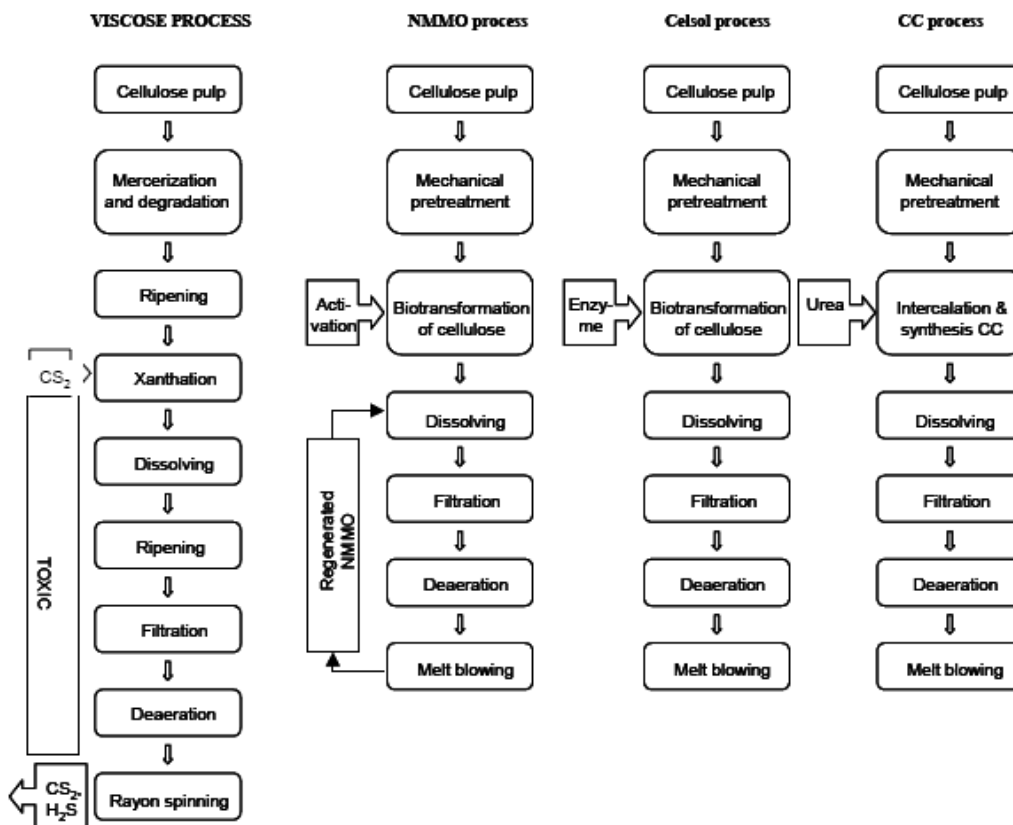 VISCOSE PROCESS
Cellulose pulp
Mercerization
and degradation
Ripening
CS2
Xanthation
Dissolving
Ripening
TOXIC
Filtration
Deaeration
CS2,
H2S
Rayon spinning
NMMO process
Cellulose pulp
Mechanical
pretreatment
Acti-
vation
Biotransformation
of cellulose
Dissolving
Filtration
Regenerated
NMMO
Deaeration
Melt blowing
Celsol process
Cellulose pulp
Mechanical
pretreatment
Enzy-
me
Biotransformation
of cellulose
Dissolving
Filtration
Deaeration
Melt blowing
CC process
Cellulose pulp
Mechanical
pretreatment
Urea
Intercalation &
synthesis CC
Dissolving
Filtration
Deaeration
Melt blowing